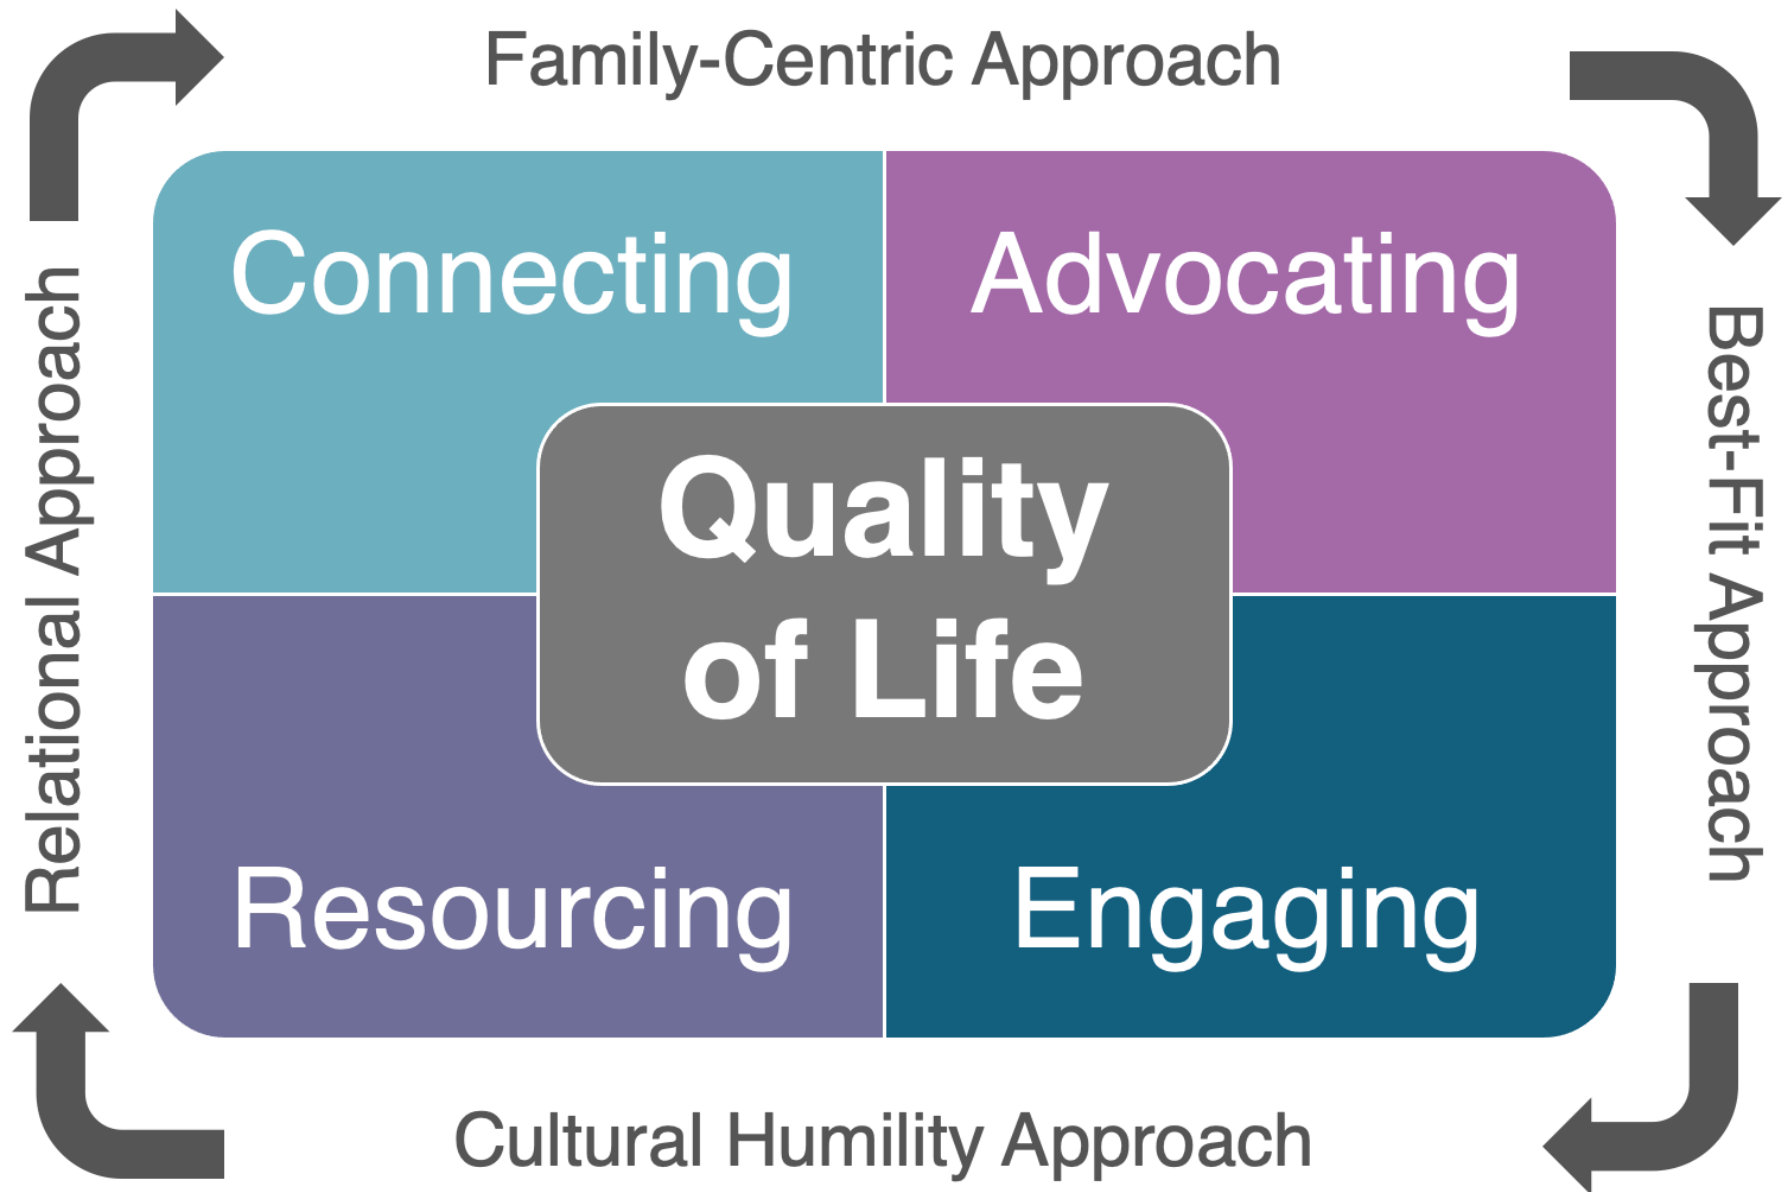 Family-Centric Approach
Connecting
Advocating
Relational Approach
Quality
of Life
Best-Fit Approach
Resourcing
Engaging
Cultural Humility Approach